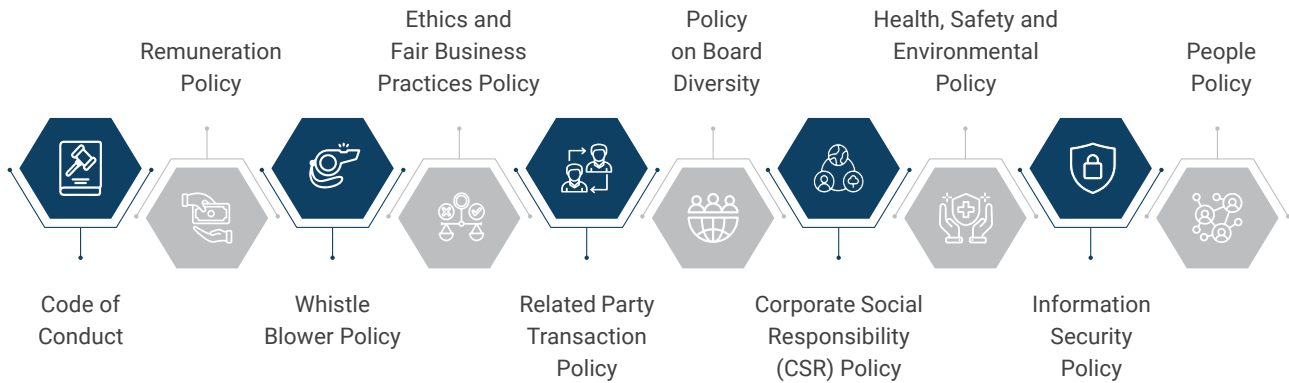 Remuneration
Policy
Ethics and
Fair Business
Practices Policy
Policy
on Board
Diversity
Health, Safety and
Environmental
Policy
People
Policy
Code of
Conduct
Whistle
Blower Policy
Related Party
Transaction
Policy
Corporate Social
Responsibility
(CSR) Policy
Information
Security
Policy